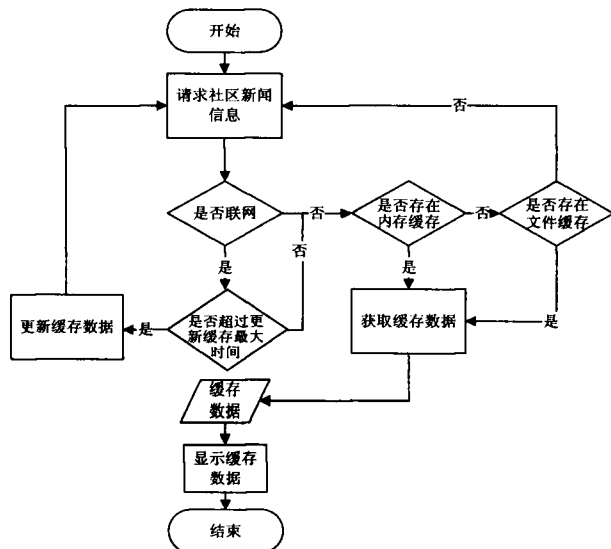 开始
请求社区新闻
信息
否
是否联网
否
是否存在
内存缓存
否
是否存在
文件缓存
否
是
是
更新缓存数据
是
是否超过更
新缓存最大
时间
获取缓存数据
是
缓存
数据
显示缓存
数据
结束